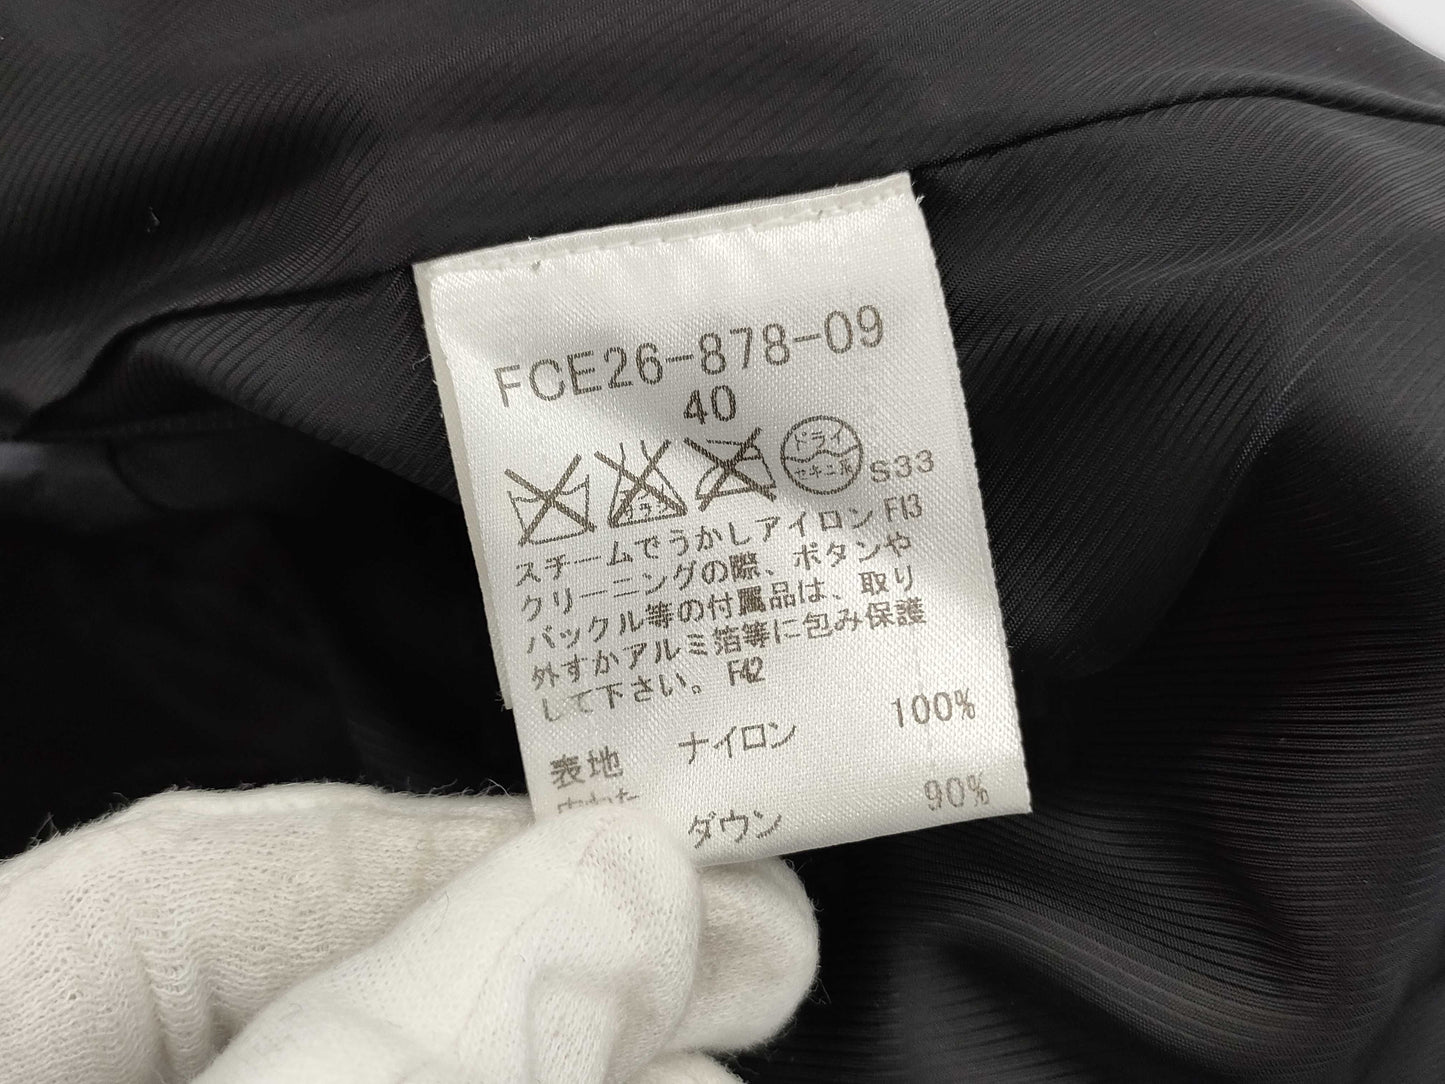 FCE26-878-09
40
ドライ
セキユ系
S33
スチームでうかしアイロン F13
クリーニングの際、ボタンや
バックル等の付属品は、取り
外すかアルミ箔等に包み保護
して下さい。 F42
表地 ナイロン 100%
ダウン 90%